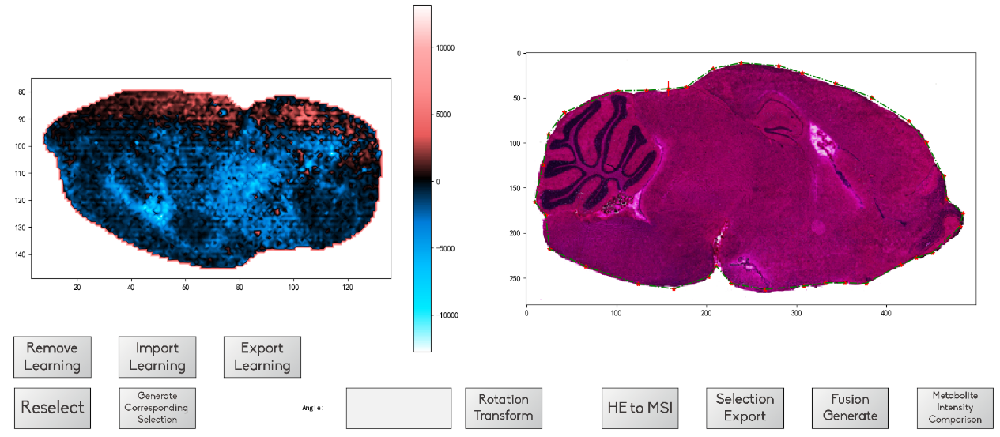 80
90
100
110
120
130
140
20
40
60
80
100
120
10000
5000
0
−5000
−10000
0
50
100
150
200
250
0
100
200
300
400
Remove
Learning
Import
Learning
Export
Learning
Reselect
Generate
Corresponding
Selection
Angle:
Rotation
Transform
HE to MSI
Selection
Export
Fusion
Generate
Metabolite
Intensity
Comparison